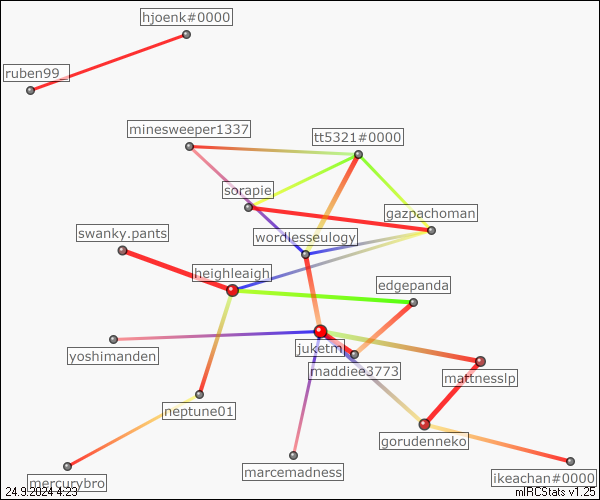 hjoenk#0000
ruben99_
minesweeper1337
tt5321#0000
sorapie
gazpachoman
swanky.pants
wordlesseulogy
heighleaigh
edgepanda
juketm
yoshimanden
maddiee3773
mattnesslp
neptune01
gorudenneko
marcemadness
mercurybro
ikeachan#0000
24.9.2024 4:23
mIRCStats v1.25